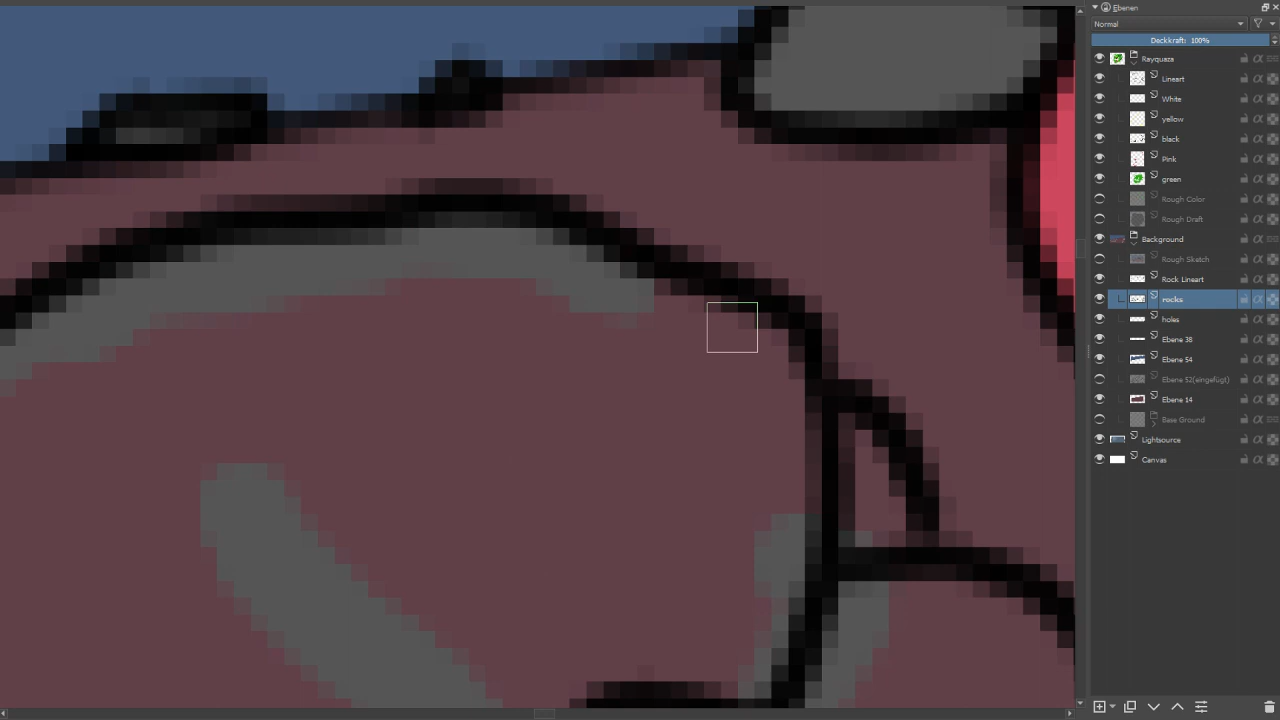 Ebenen
Normal
Deckkraft: 100%
Rayquaza
Lineart
White
yellow
black
Pink
green
Rough Color
Rough Draft
Background
Rough Sketch
Rock Lineart
rocks
holes
Ebene 38
Ebene 54
Ebene 52(eingefügt)
Ebene 14
Base Ground
Lightsource
Canvas